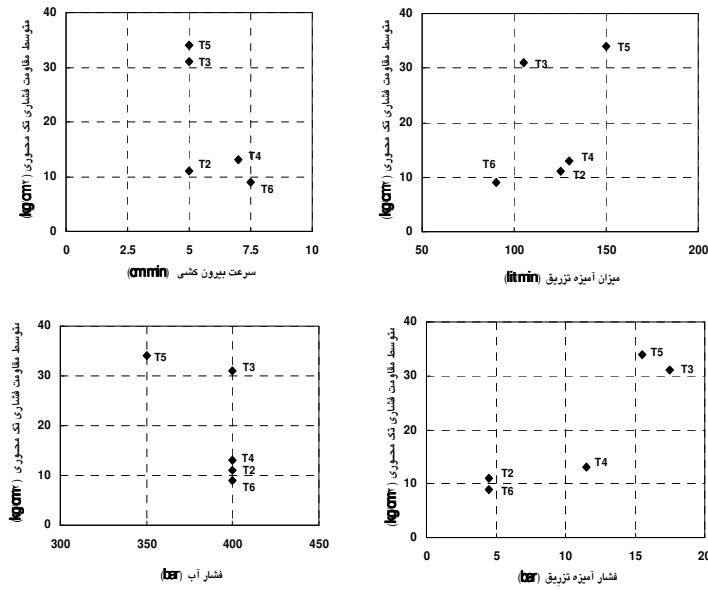 متوسط مقاومت فشاری تک محـوری (kg/cm²)
40
30
20
10
0
T5
T3
T2
T4
T6
0 2.5 5 7.5 10
سرعت بیرون کشی (cm/min)
متوسط مقاومت فشاری تک محـوری (kg/cm²)
40
30
20
10
0
T5
T3
T4
T2
T6
50 100 150 200
میزان آمیزه تزریق (lit/min)
متوسط مقاومت فشاری تک محـوری (kg/cm²)
40
30
20
10
0
T5
T3
T4
T2
T6
300 350 400 450
فشار آب (bar)
متوسط مقاومت فشاری تک محـوری (kg/cm²)
40
30
20
10
0
T5
T3
T4
T2
T6
0 5 10 15 20
فشار آمیزه تزریق (bar)